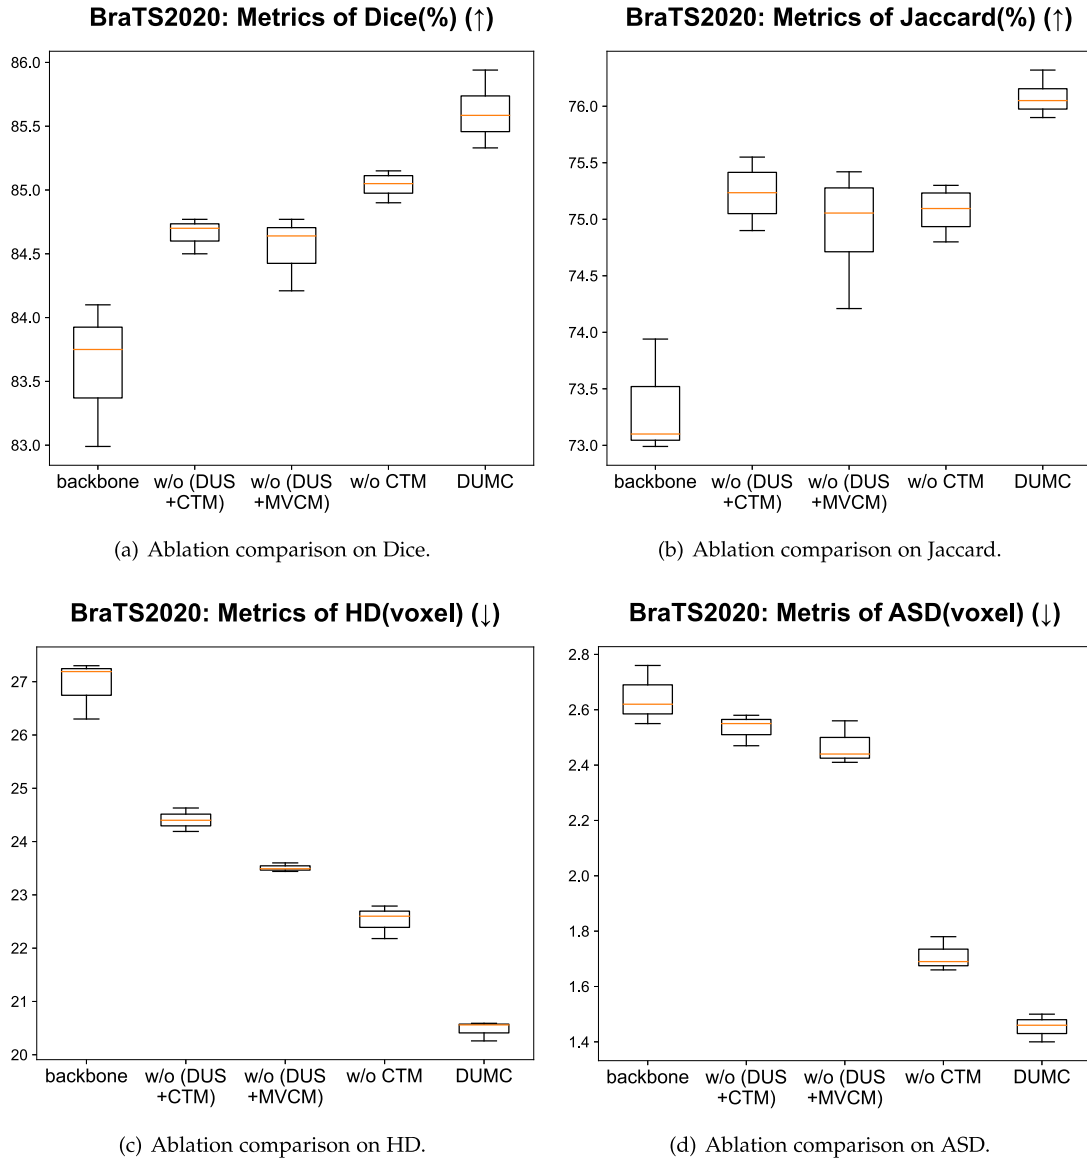 BraTS2020: Metrics of Dice(%) (↑)
86.0
85.5
85.0
84.5
84.0
83.5
83.0
backbone w/o (DUS w/o (DUS w/o CTM DUMC
+CTM) +MVCM)
(a) Ablation comparison on Dice.
BraTS2020: Metrics of Jaccard(%) (↑)
76.0
75.5
75.0
74.5
74.0
73.5
73.0
backbone w/o (DUS w/o (DUS w/o CTM DUMC
+CTM) +MVCM)
(b) Ablation comparison on Jaccard.
BraTS2020: Metrics of HD(voxel) (↓)
27
26
25
24
23
22
21
20
backbone w/o (DUS w/o (DUS w/o CTM DUMC
+CTM) +MVCM)
(c) Ablation comparison on HD.
BraTS2020: Metris of ASD(voxel) (↓)
2.8
2.6
2.4
2.2
2.0
1.8
1.6
1.4
backbone w/o (DUS w/o (DUS w/o CTM DUMC
+CTM) +MVCM)
(d) Ablation comparison on ASD.